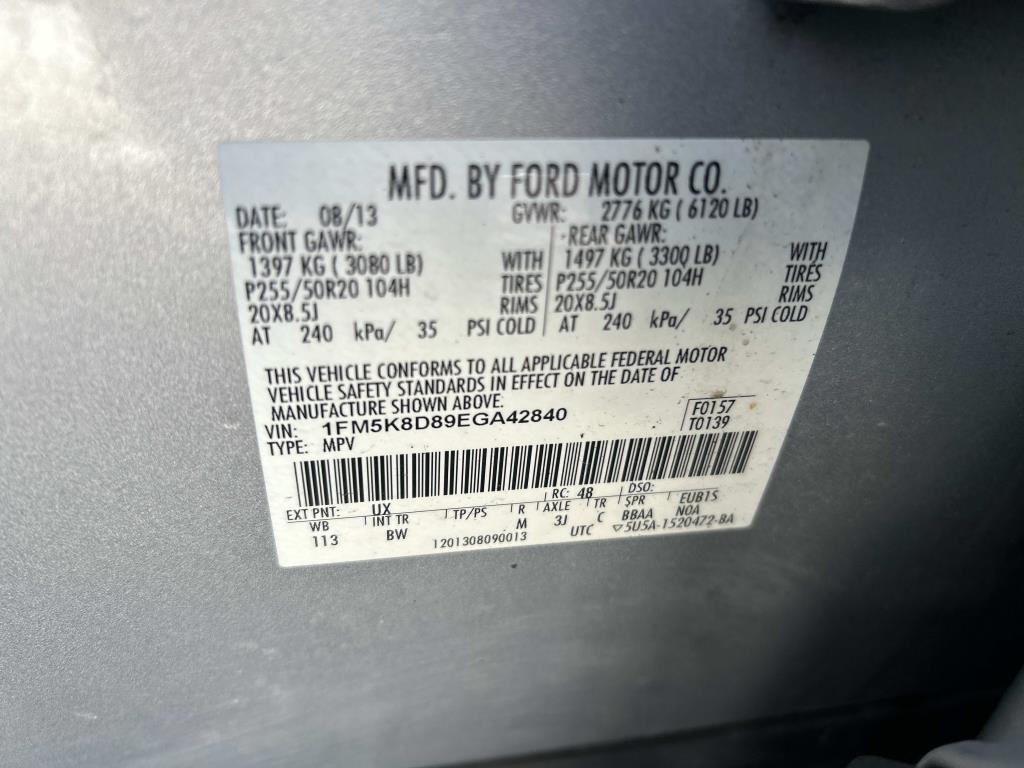 MFD. BY FORD MOTOR CO.
DATE: 08/13 GVWR: 2776 KG ( 6120 LB)
FRONT GAWR: REAR GAWR:
1397 KG ( 3080 LB) WITH 1497 KG ( 3300 LB) WITH
P255/50R20 104H TIRES P255/50R20 104H TIRES
20X8.5J RIMS 20X8.5J RIMS
AT 240 kPa/ 35 PSI COLD AT 240 kPa/ 35 PSI COLD
THIS VEHICLE CONFORMS TO ALL APPLICABLE FEDERAL MOTOR
VEHICLE SAFETY STANDARDS IN EFFECT ON THE DATE OF
MANUFACTURE SHOWN ABOVE.
VIN: 1FM5K8D89EGA42840 F0157
TYPE: MPV T0139
EXT PNT: UX RC: 48 DSO:
WB INT TR TP/PS R AXLE TR SPR EUB1S
113 BW M 3J C BBAA NOA
1201308090013 UTC ▽5U5A-1520472-BA